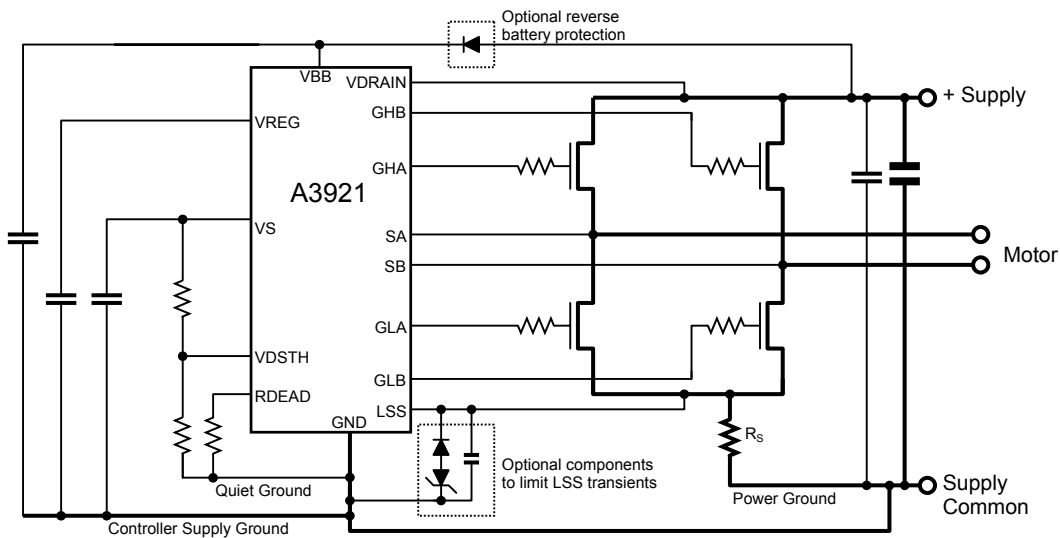 Optional reverse
battery protection
VBB
VDRAIN
+ Supply
GHB
VREG
GHA
A3921
VS
SA
Motor
SB
GLA
VDSTH
GLB
RDEAD
LSS
GND
RS
Optional components
to limit LSS transients
Quiet Ground
Power Ground
Supply
Common
Controller Supply Ground